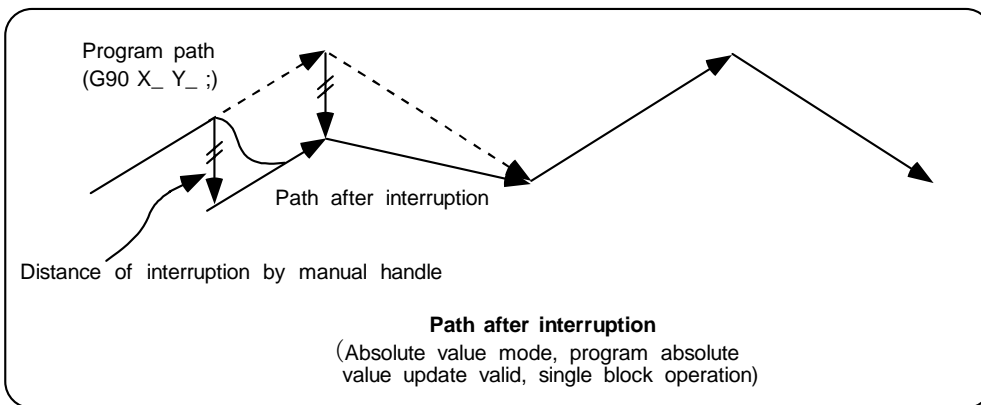 Program path
(G90 X_ Y_ ;)
Path after interruption
Distance of interruption by manual handle
Path after interruption
(Absolute value mode, program absolute
value update valid, single block operation)